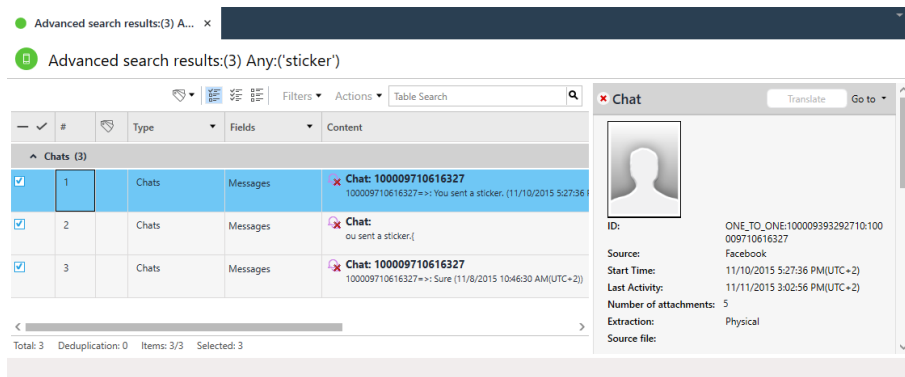 Advanced search results:(3) A... ×
Advanced search results:(3) Any:('sticker')
Filters Actions Table Search
# Type Fields Content
Chats (3)
1 Chats Messages Chat: 100009710616327
100009710616327=>: You sent a sticker. (11/10/2015 5:27:36
2 Chats Messages Chat:
ou sent a sticker.(
3 Chats Messages Chat: 100009710616327
100009710616327=>: Sure (11/8/2015 10:46:30 AM(UTC+2))
Total: 3 Deduplication: 0 Items: 3/3 Selected: 3
Chat Translate Go to
ID: ONE_TO_ONE:100009393292710:100
009710616327
Source: Facebook
Start Time: 11/10/2015 5:27:36 PM(UTC+2)
Last Activity: 11/11/2015 3:02:56 PM(UTC+2)
Number of attachments: 5
Extraction: Physical
Source file: